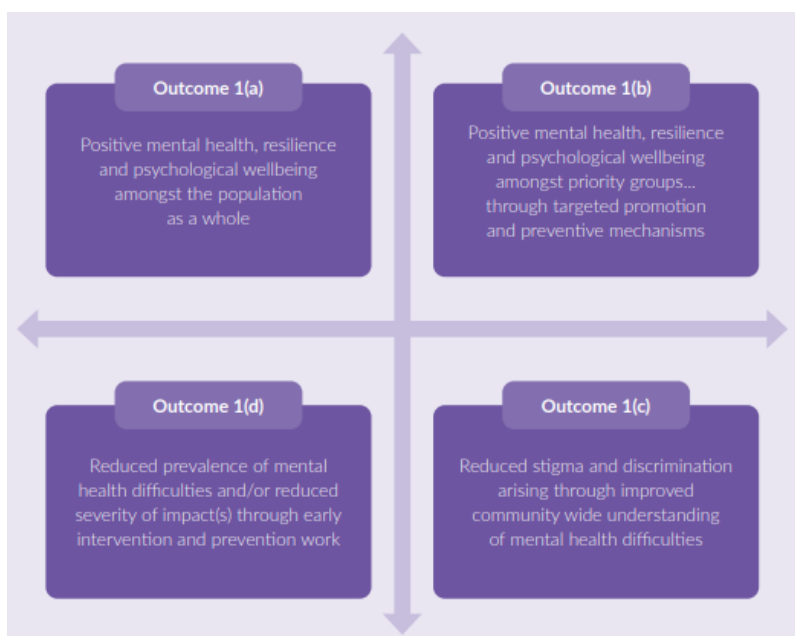 Outcome 1(a)
Positive mental health, resilience
and psychological wellbeing
amongst the population
as a whole
Outcome 1(b)
Positive mental health, resilience
and psychological wellbeing
amongst priority groups...
through targeted promotion
and preventive mechanisms
Outcome 1(d)
Reduced prevalence of mental
health difficulties and/or reduced
severity of impact(s) through early
intervention and prevention work
Outcome 1(c)
Reduced stigma and discrimination
arising through improved
community wide understanding
of mental health difficulties